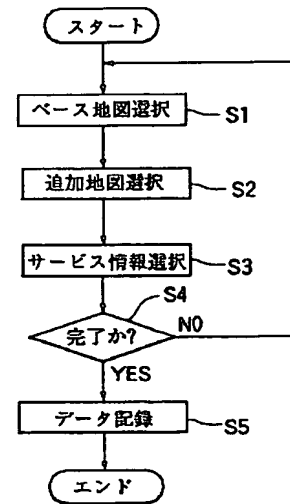 スタート
ベース地図選択 S1
追加地図選択 S2
サービス情報選択 S3
S4
完了か? NO
YES
データ記録 S5
エンド